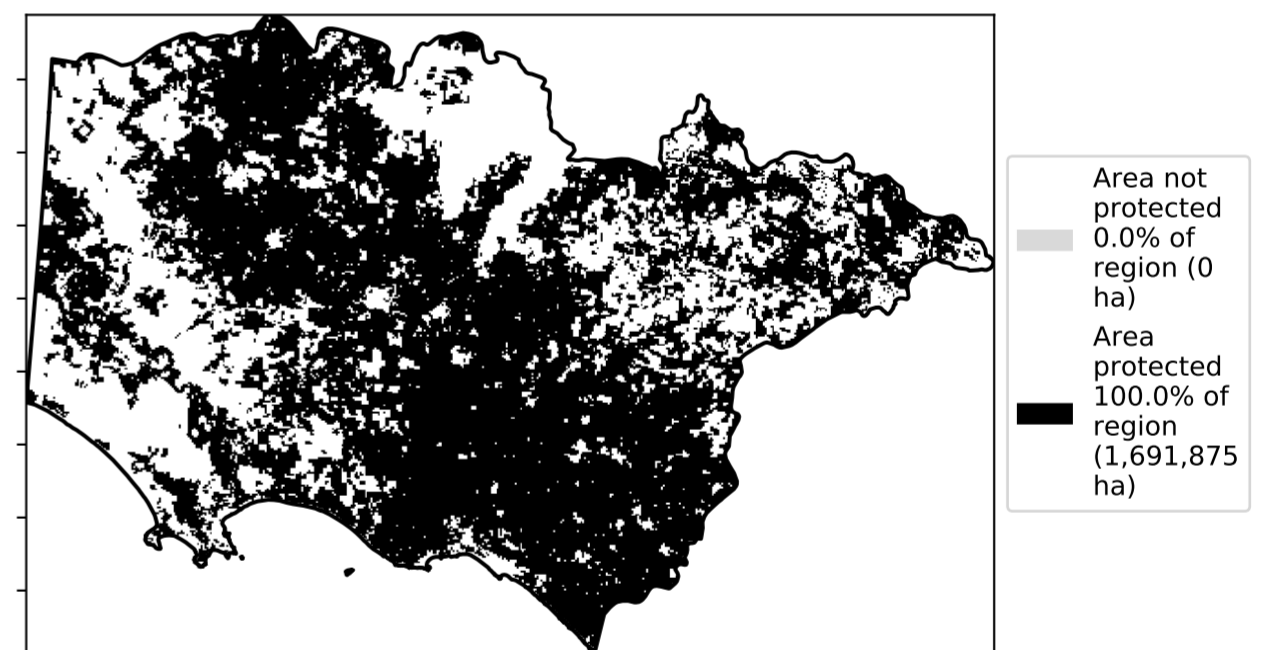 Area not
protected
0.0% of
region (0
ha)
Area
protected
100.0% of
region
(1,691,875
ha)